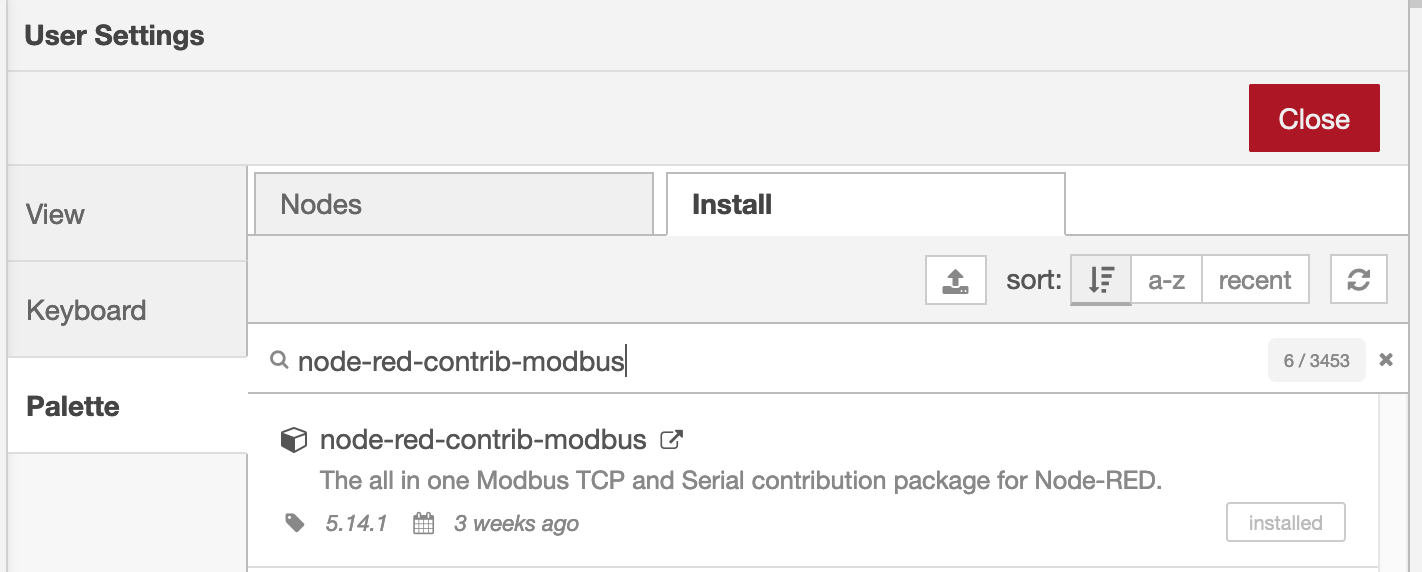 User Settings
Close
View
Keyboard
Palette
Nodes
Install
sort: a-z recent
node-red-contrib-modbus 6 / 3453
node-red-contrib-modbus
The all in one Modbus TCP and Serial contribution package for Node-RED.
5.14.1 3 weeks ago installed